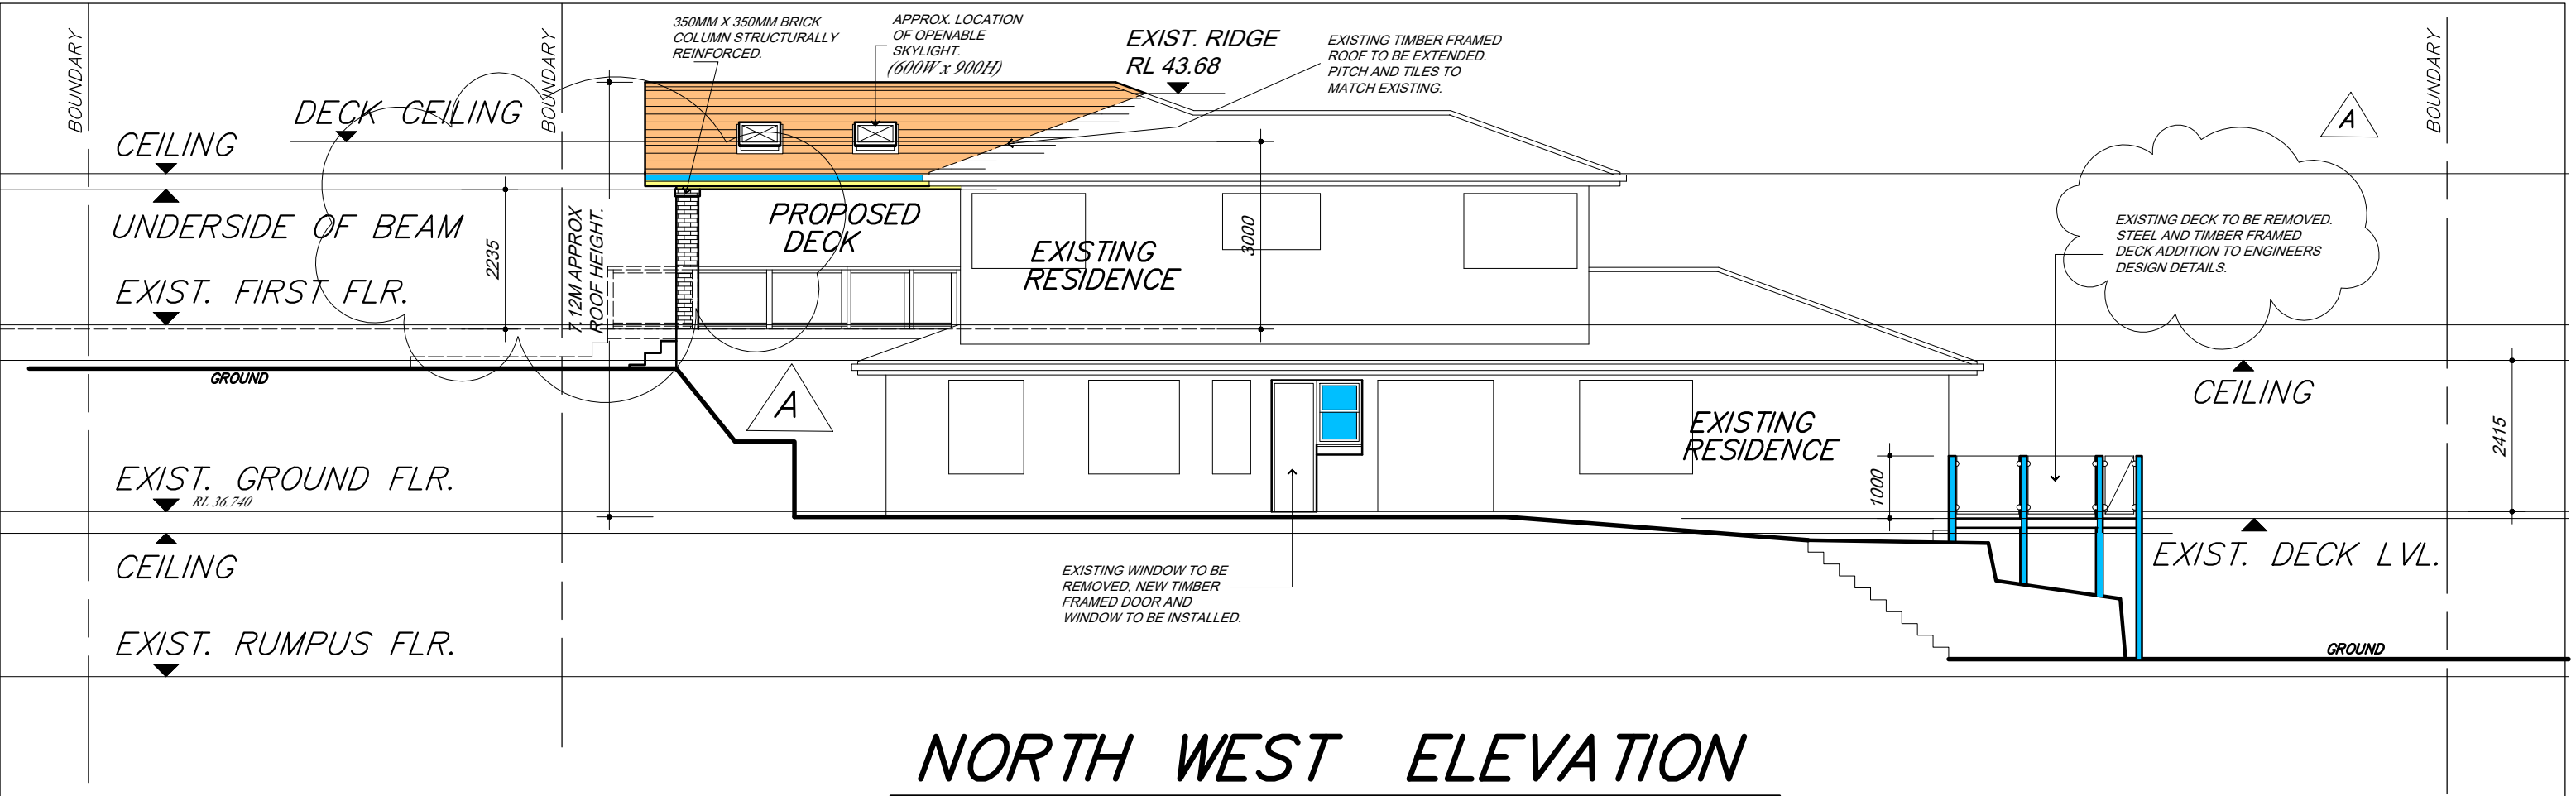 BOUNDARY
BOUNDARY
350MM X 350MM BRICK
COLUMN STRUCTURALLY
REINFORCED.
APPROX. LOCATION
OF OPENABLE
SKYLIGHT.
(600W x 900H)
EXIST. RIDGE
RL 43.68
EXISTING TIMBER FRAMED
ROOF TO BE EXTENDED.
PITCH AND TILES TO
MATCH EXISTING.
BOUNDARY
A
DECK CEILING
CEILING
UNDERSIDE OF BEAM
2235
7.12M APPROX
ROOF HEIGHT.
PROPOSED
DECK
EXISTING
RESIDENCE
3000
EXISTING DECK TO BE REMOVED.
STEEL AND TIMBER FRAMED
DECK ADDITION TO ENGINEERS
DESIGN DETAILS.
EXIST. FIRST FLR.
GROUND
A
CEILING
EXISTING
RESIDENCE
2415
1000
EXIST. GROUND FLR.
RL 36.740
CEILING
EXIST. DECK LVL.
EXISTING WINDOW TO BE
REMOVED, NEW TIMBER
FRAMED DOOR AND
WINDOW TO BE INSTALLED.
EXIST. RUMPUS FLR.
GROUND
NORTH WEST ELEVATION